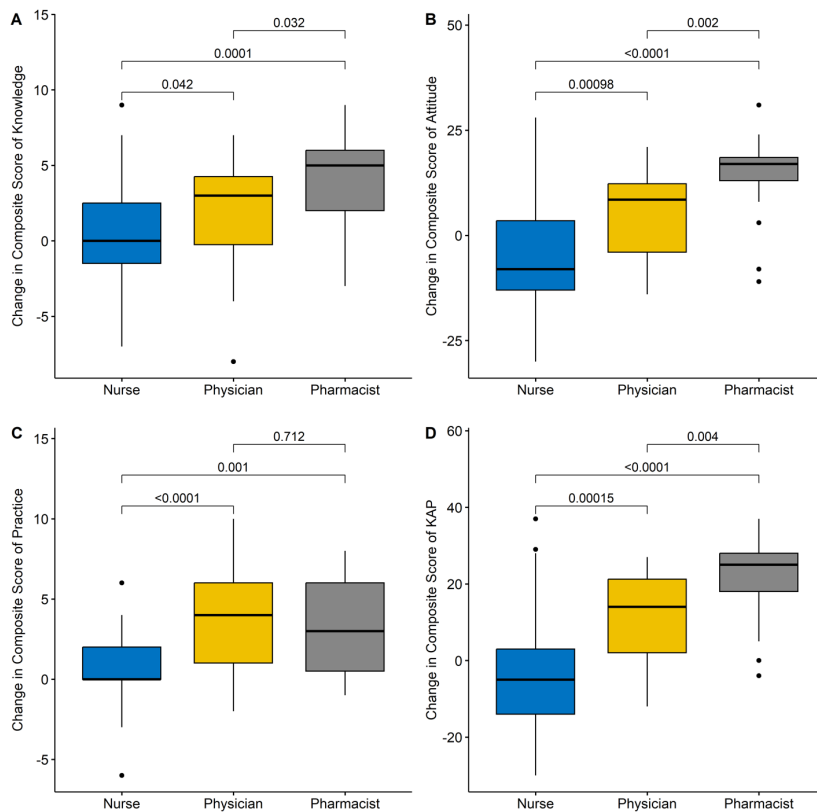 A
Change in Composite Score of Knowledge
15
10
5
0
-5
0.032
0.0001
0.042
Nurse Physician Pharmacist
B
Change in Composite Score of Attitude
50
25
0
-25
0.002
<0.0001
0.00098
Nurse Physician Pharmacist
C
Change in Composite Score of Practice
15
10
5
0
-5
0.712
0.001
<0.0001
Nurse Physician Pharmacist
D
Change in Composite Score of KAP
60
40
20
0
-20
0.004
<0.0001
0.00015
Nurse Physician Pharmacist